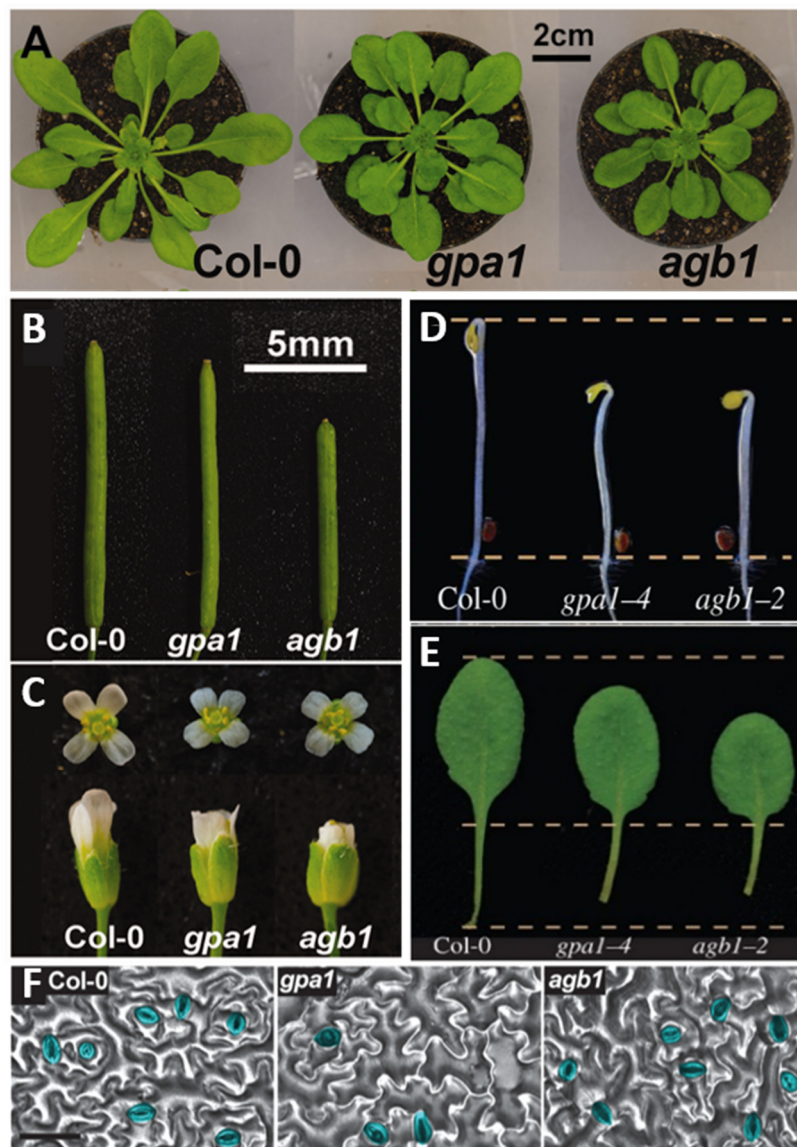 A
2cm
Col-0
gpa1
agb1
B
5mm
Col-0
gpa1
agb1
C
Col-0
gpa1
agb1
D
Col-0
gpa1–4
agb1–2
E
Col-0
gpa1–4
agb1–2
F
Col-0
gpa1
agb1